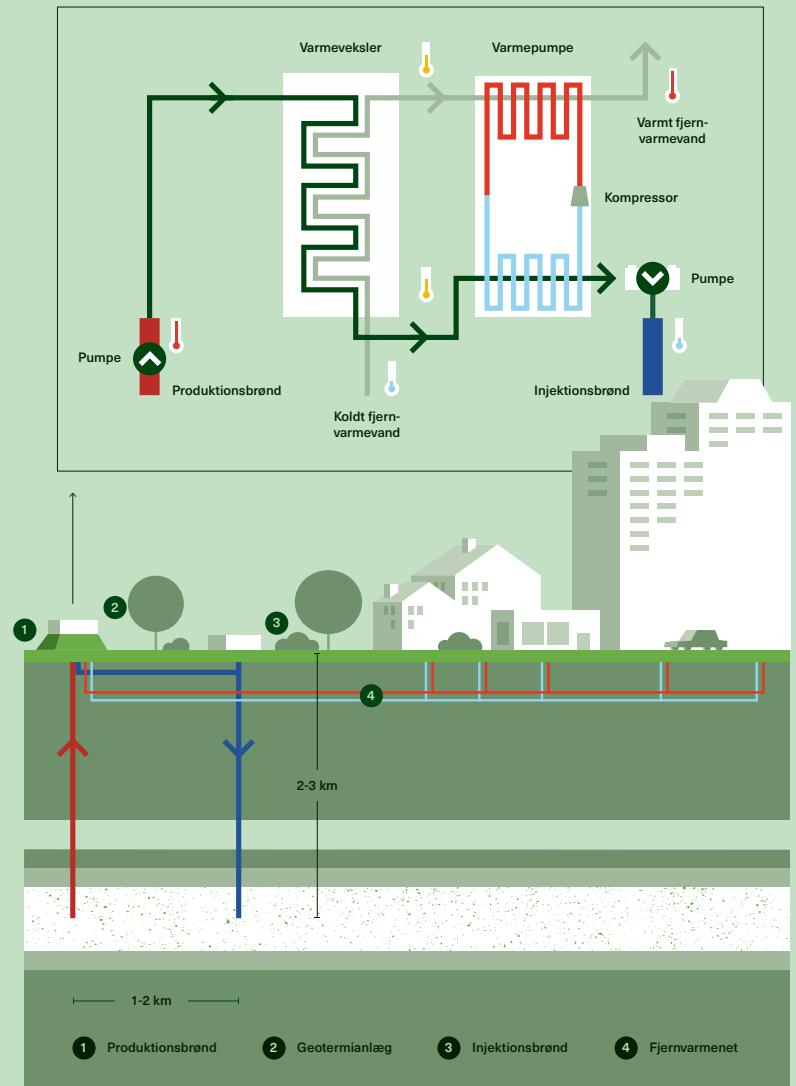 Varmeveksler
Varmepumpe
Varmt fjern-
varmevand
Kompressor
Pumpe
Pumpe
Produktionsbrønd
Injektionsbrønd
Koldt fjern-
varmevand
2
1
3
4
2-3 km
1-2 km
1 Produktionsbrønd
2 Geotermianlæg
3 Injektionsbrønd
4 Fjernvarmenet